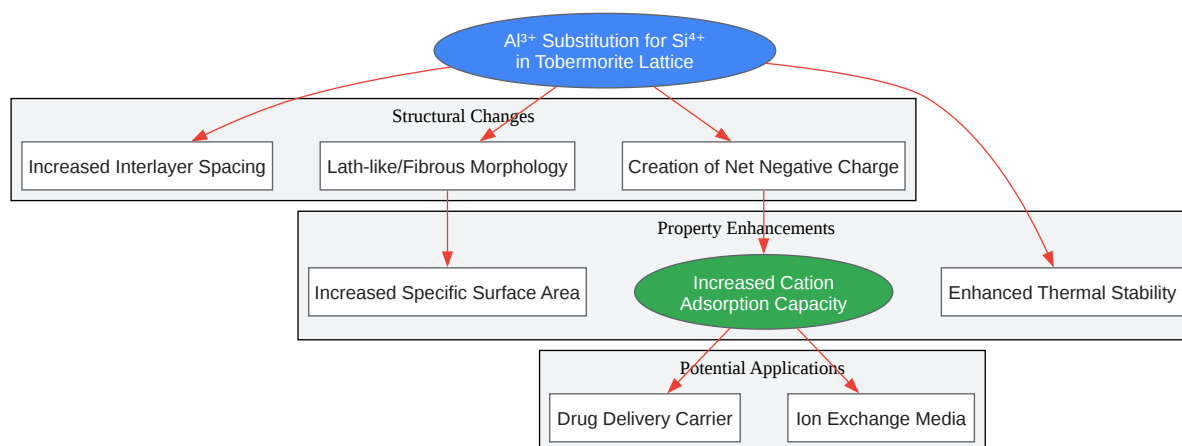 Al³⁺ Substitution for Si⁴⁺
in Tobermorite Lattice
Structural Changes
Increased Interlayer Spacing
Lath-like/Fibrous Morphology
Creation of Net Negative Charge
Property Enhancements
Increased Specific Surface Area
Increased Cation
Adsorption Capacity
Enhanced Thermal Stability
Potential Applications
Drug Delivery Carrier
Ion Exchange Media